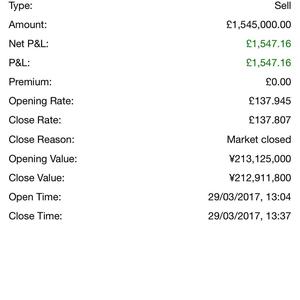 Type: Sell
Amount: £1,545,000.00
Net P&L: £1,547.16
P&L: £1,547.16
Premium: £0.00
Opening Rate: £137.945
Close Rate: £137.807
Close Reason: Market closed
Opening Value: ¥213,125,000
Close Value: ¥212,911,800
Open Time: 29/03/2017, 13:04
Close Time: 29/03/2017, 13:37